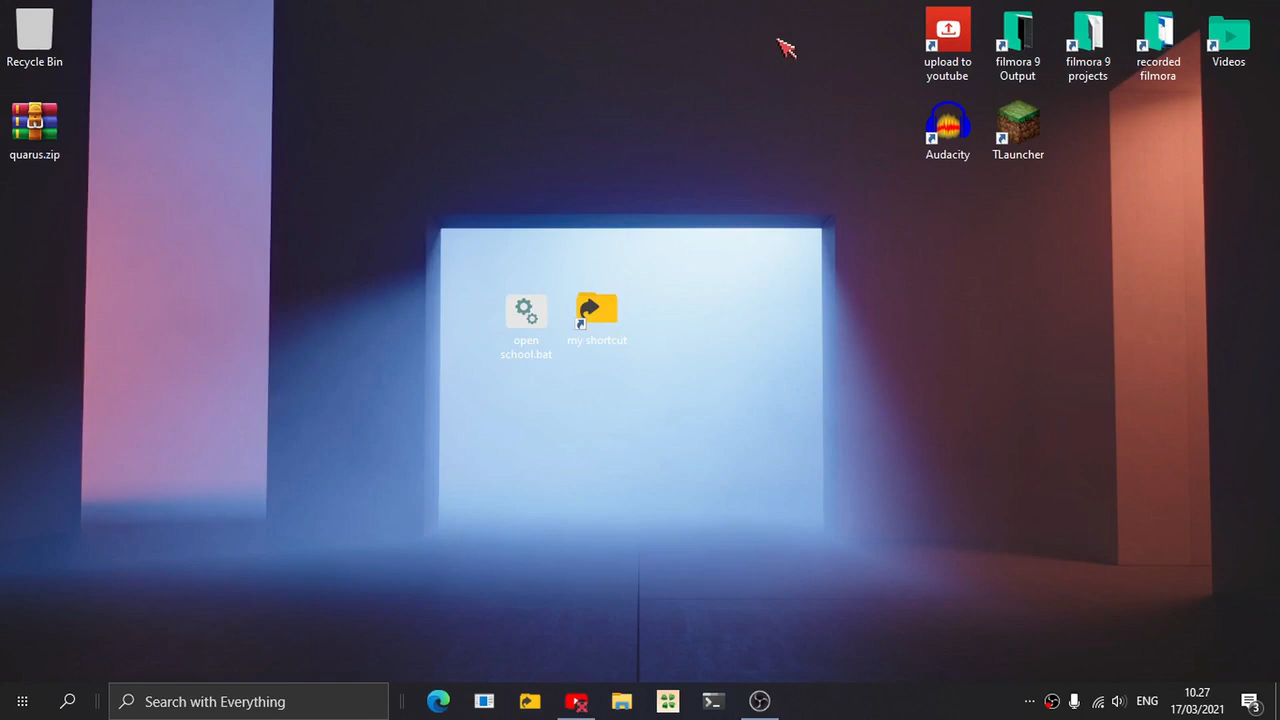 Recycle Bin
quarus.zip
upload to
youtube
filmora 9
Output
filmora 9
projects
recorded
filmora
Videos
Audacity
TLauncher
open
school.bat
my shortcut
Search with Everything
ENG
10.27
17/03/2021
3